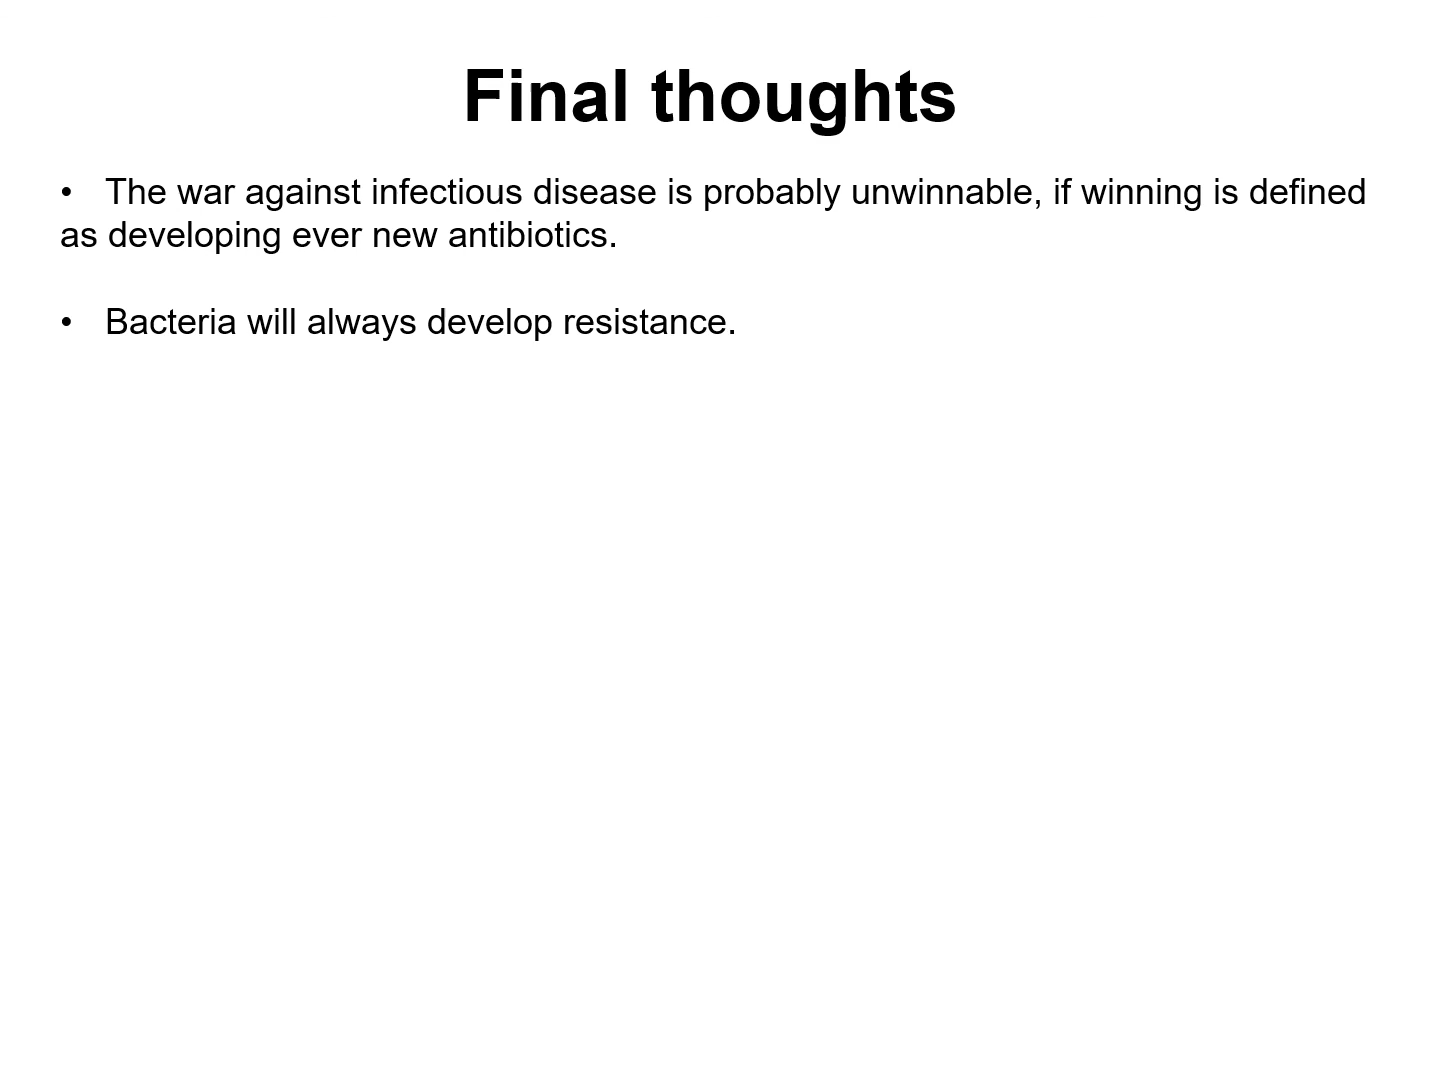 Final thoughts
• The war against infectious disease is probably unwinnable, if winning is defined
as developing ever new antibiotics.
• Bacteria will always develop resistance.